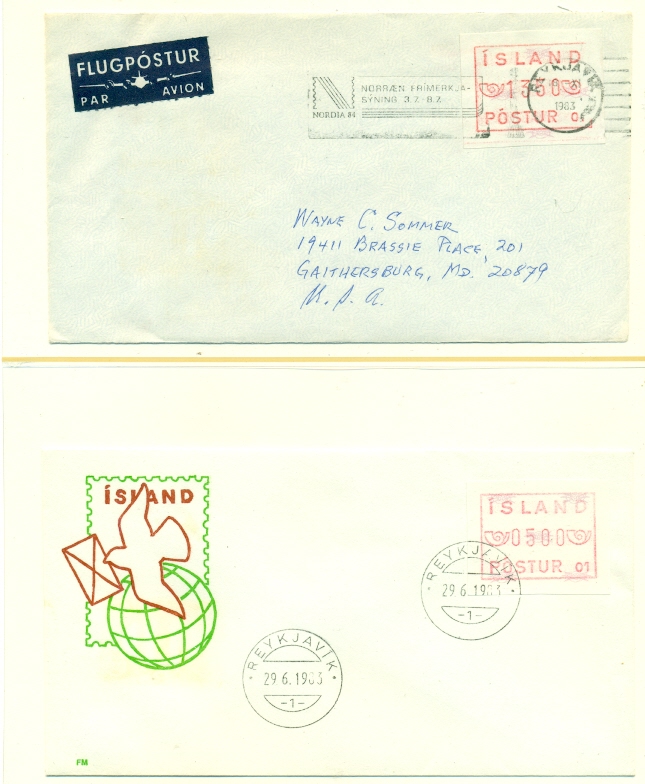 FLUGPÓSTUR
PAR AVION
NORRÆN FRÍMERKJA-
SÝNING 3.7.-8.7.
NORDIA 84
ÍSLAND
1350
PÓSTUR 01
REYKJAVÍK
1983
WAYNE C. SOMMER
19411 BRASSIE PLACE, 201
GAITHERSBURG, MD. 20879
U. S. A.
ÍSLAND
ÍSLAND
0500
PÓSTUR 01
REYKJAVÍK
29.6.1983
-1-
REYKJAVÍK
29.6.1983
-1-
FM